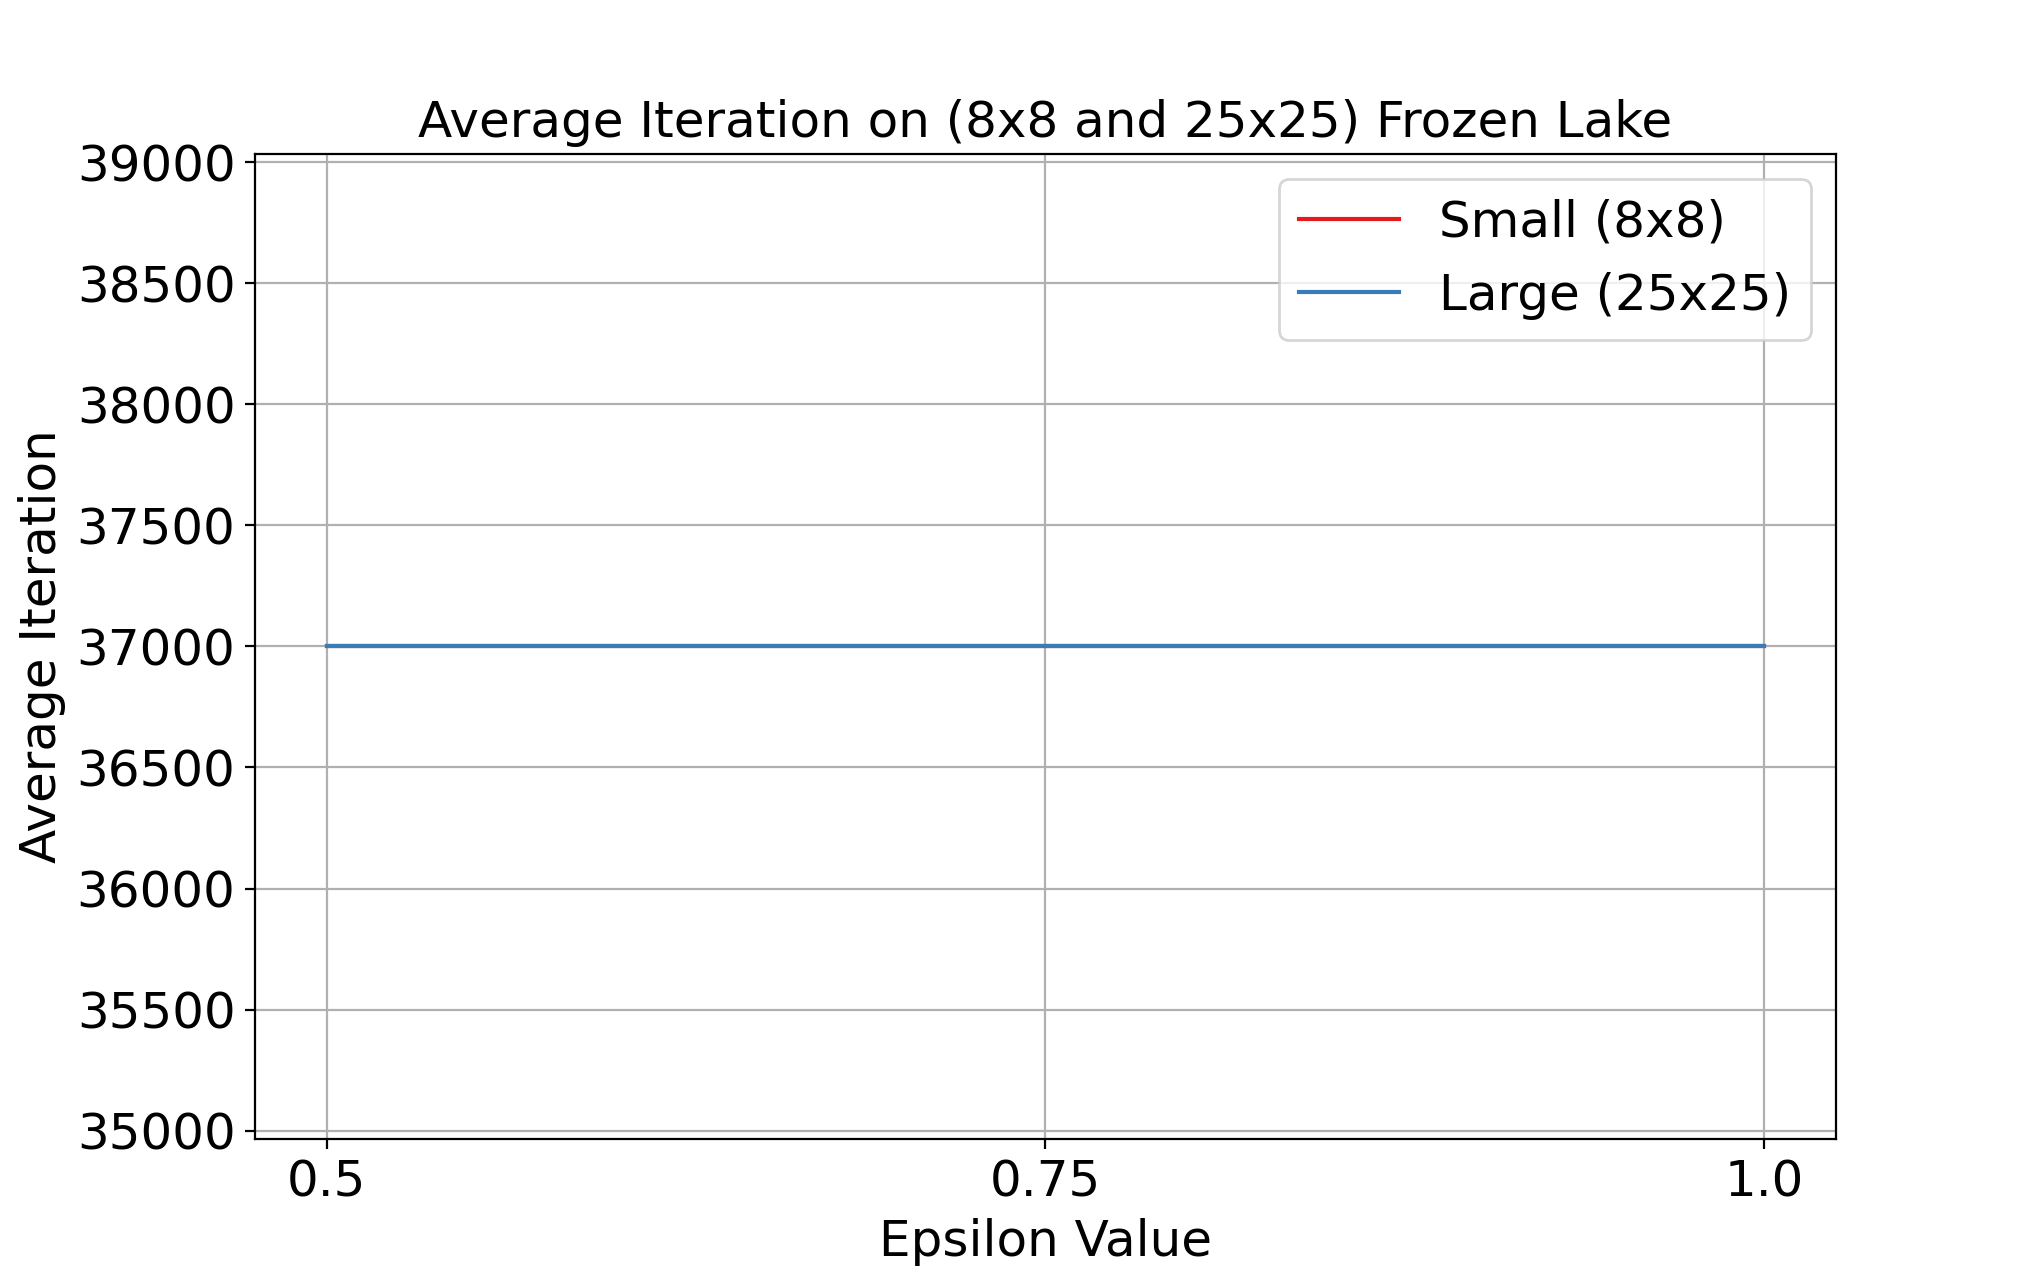 Average Iteration on (8x8 and 25x25) Frozen Lake
39000
38500
38000
37500
37000
36500
36000
35500
35000
Average Iteration
Small (8x8)
Large (25x25)
0.5
0.75
1.0
Epsilon Value